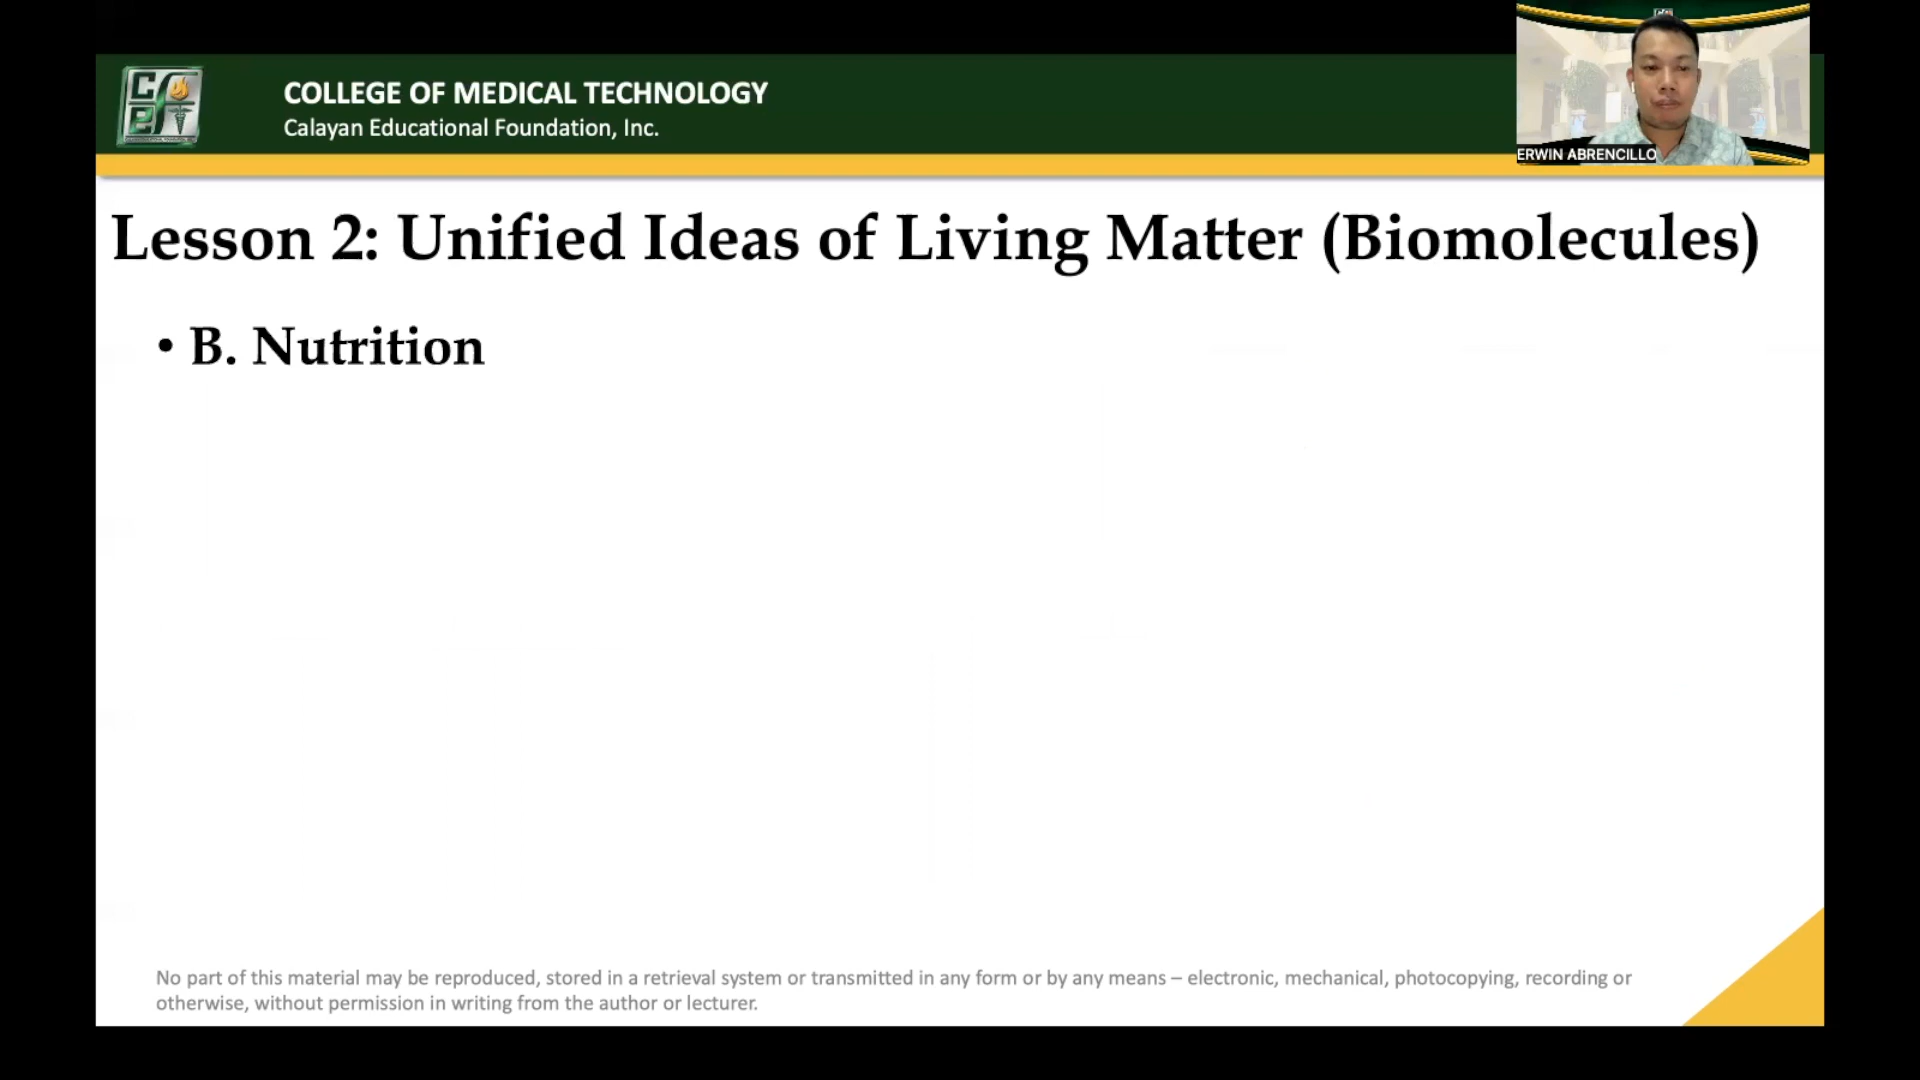 COLLEGE OF MEDICAL TECHNOLOGY
Calayan Educational Foundation, Inc.
ERWIN ABRENCILLO
Lesson 2: Unified Ideas of Living Matter (Biomolecules)
• B. Nutrition
No part of this material may be reproduced, stored in a retrieval system or transmitted in any form or by any means – electronic, mechanical, photocopying, recording or
otherwise, without permission in writing from the author or lecturer.